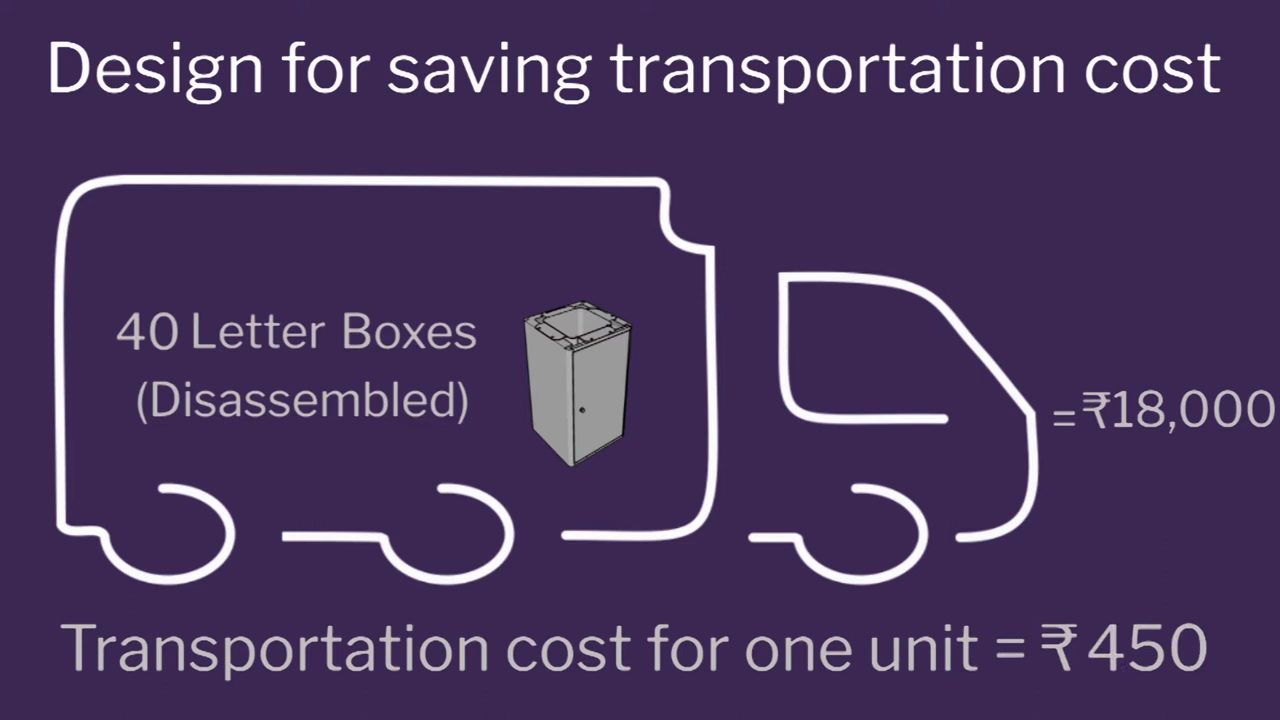 Design for saving transportation cost
40 Letter Boxes
(Disassembled)
=₹18,000
Transportation cost for one unit = ₹450